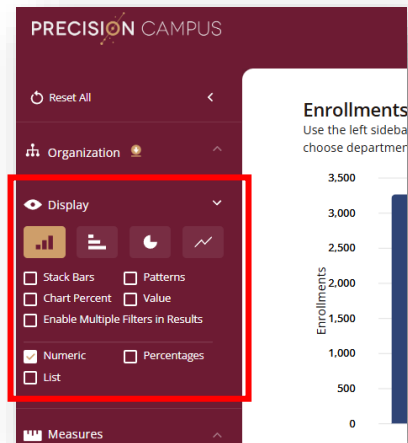 PRECISION CAMPUS
Reset All
Organization
Display
Stack Bars Patterns
Chart Percent Value
Enable Multiple Filters in Results
Numeric Percentages
List
Measures
Enrollments
Use the left sideba
choose departmen
3,500
3,000
2,500
2,000
1,500
1,000
500
0
Enrollments